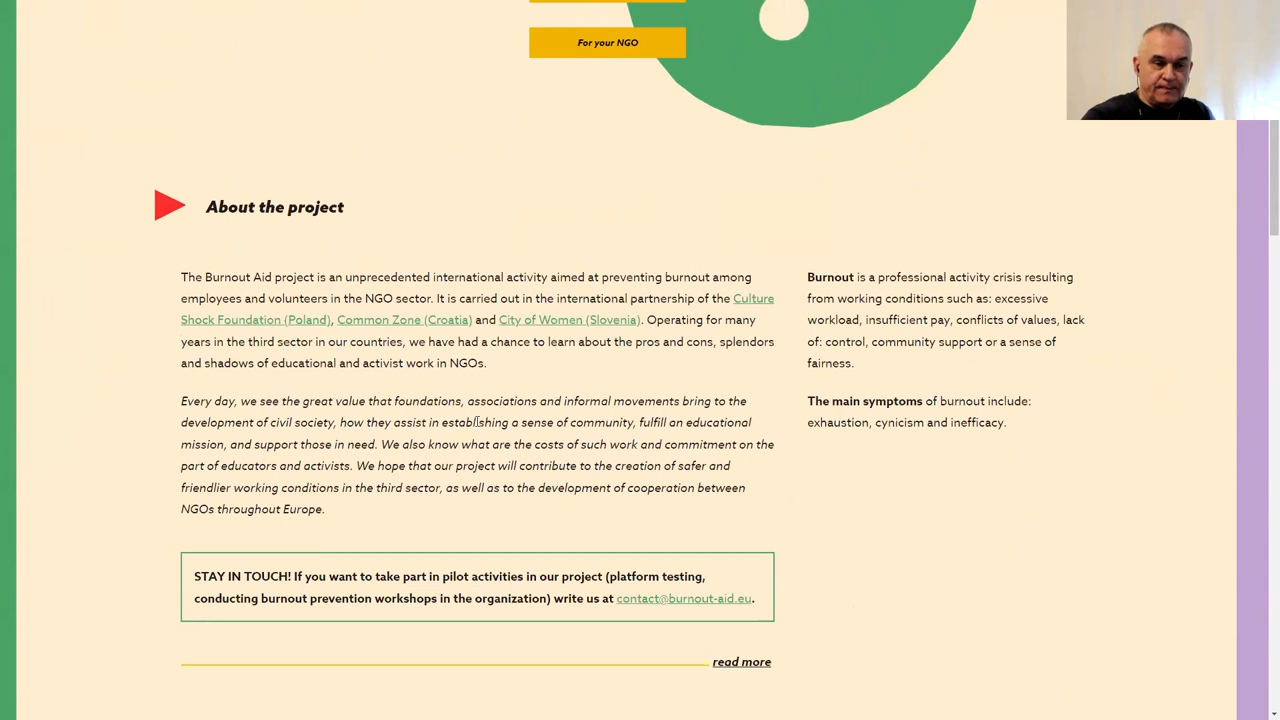 For your NGO
About the project
The Burnout Aid project is an unprecedented international activity aimed at preventing burnout among
employees and volunteers in the NGO sector. It is carried out in the international partnership of the Culture
Shock Foundation (Poland), Common Zone (Croatia) and City of Women (Slovenia). Operating for many
years in the third sector in our countries, we have had a chance to learn about the pros and cons, splendors
and shadows of educational and activist work in NGOs.
Every day, we see the great value that foundations, associations and informal movements bring to the
development of civil society, how they assist in establishing a sense of community, fulfill an educational
mission, and support those in need. We also know what are the costs of such work and commitment on the
part of educators and activists. We hope that our project will contribute to the creation of safer and
friendlier working conditions in the third sector, as well as to the development of cooperation between
NGOs throughout Europe.
STAY IN TOUCH! If you want to take part in pilot activities in our project (platform testing,
conducting burnout prevention workshops in the organization) write us at contact@burnout-aid.eu.
read more
Burnout is a professional activity crisis resulting
from working conditions such as: excessive
workload, insufficient pay, conflicts of values, lack
of: control, community support or a sense of
fairness.
The main symptoms of burnout include:
exhaustion, cynicism and inefficacy.